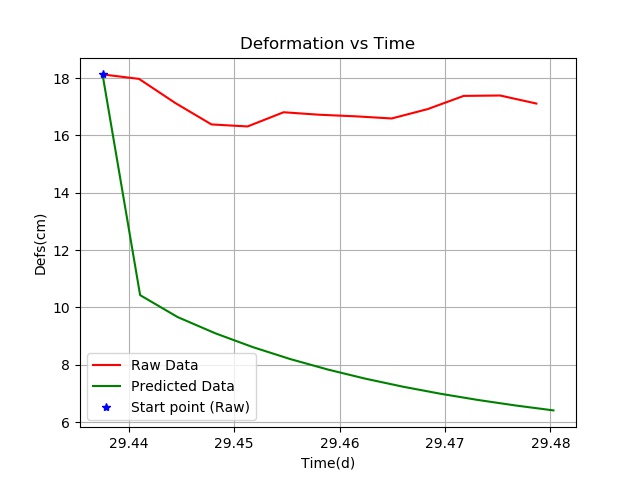 Deformation vs Time
Defs(cm)
18
16
14
12
10
8
6
Raw Data
Predicted Data
Start point (Raw)
29.44 29.45 29.46 29.47 29.48
Time(d)